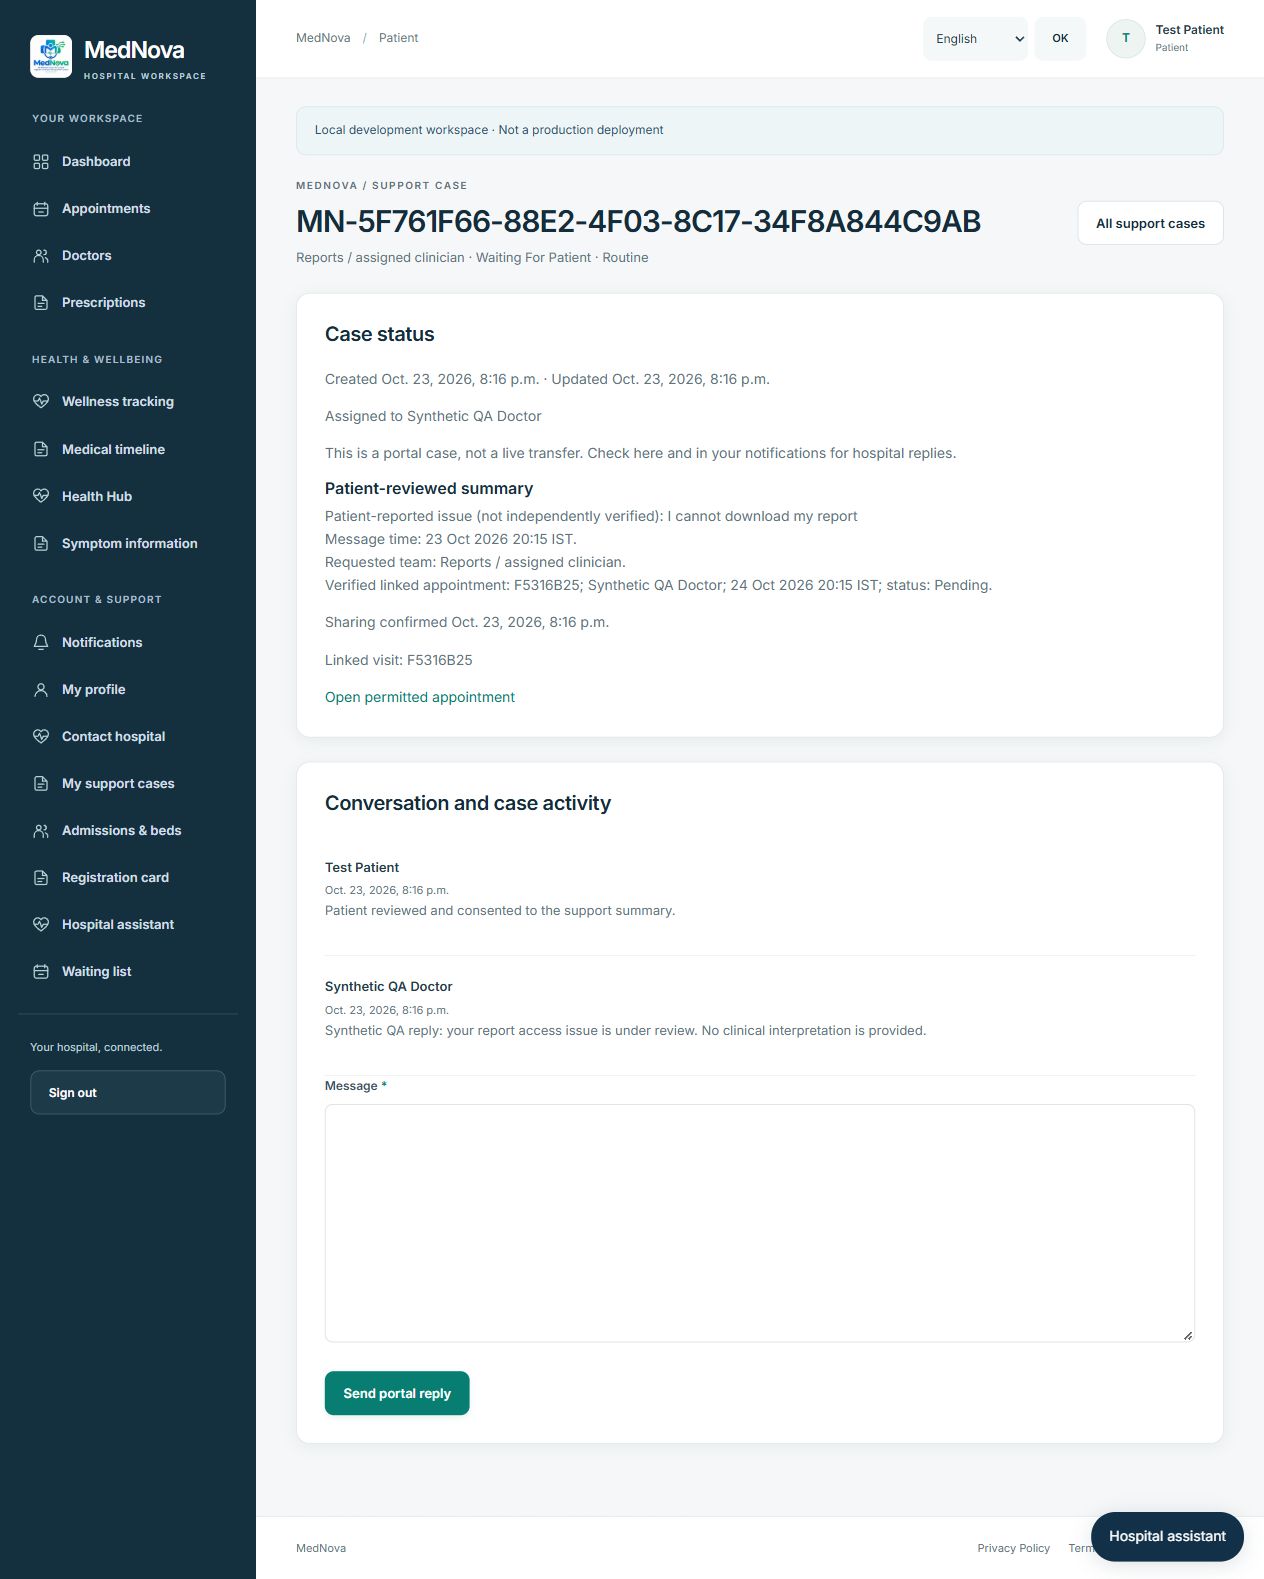 MedNova
MedNova
HOSPITAL WORKSPACE
YOUR WORKSPACE
Dashboard
Appointments
Doctors
Prescriptions
HEALTH & WELLBEING
Wellness tracking
Medical timeline
Health Hub
Symptom information
ACCOUNT & SUPPORT
Notifications
My profile
Contact hospital
My support cases
Admissions & beds
Registration card
Hospital assistant
Waiting list
Your hospital, connected.
Sign out
MedNova / Patient
English
OK
T
Test Patient
Patient
Local development workspace · Not a production deployment
MEDNOVA / SUPPORT CASE
MN-5F761F66-88E2-4F03-8C17-34F8A844C9AB
All support cases
Reports / assigned clinician · Waiting For Patient · Routine
Case status
Created Oct. 23, 2026, 8:16 p.m. · Updated Oct. 23, 2026, 8:16 p.m.
Assigned to Synthetic QA Doctor
This is a portal case, not a live transfer. Check here and in your notifications for hospital replies.
Patient-reviewed summary
Patient-reported issue (not independently verified): I cannot download my report
Message time: 23 Oct 2026 20:15 IST.
Requested team: Reports / assigned clinician.
Verified linked appointment: F5316B25; Synthetic QA Doctor; 24 Oct 2026 20:15 IST; status: Pending.
Sharing confirmed Oct. 23, 2026, 8:16 p.m.
Linked visit: F5316B25
Open permitted appointment
Conversation and case activity
Test Patient
Oct. 23, 2026, 8:16 p.m.
Patient reviewed and consented to the support summary.
Synthetic QA Doctor
Oct. 23, 2026, 8:16 p.m.
Synthetic QA reply: your report access issue is under review. No clinical interpretation is provided.
Message *
Send portal reply
MedNova
Privacy Policy
Term
Hospital assistant